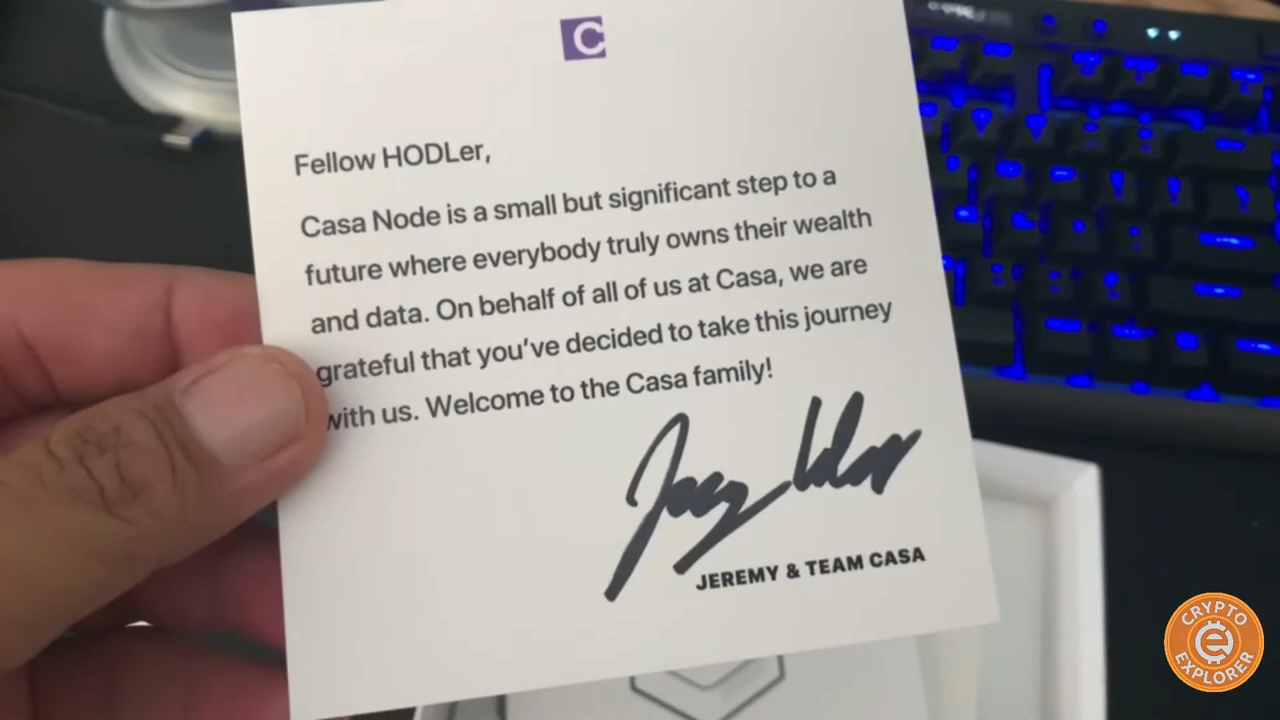 C
Fellow HODLer,
Casa Node is a small but significant step to a
future where everybody truly owns their wealth
and data. On behalf of all of us at Casa, we are
grateful that you've decided to take this journey
with us. Welcome to the Casa family!
JEREMY & TEAM CASA
CRYPTO
EXPLORER